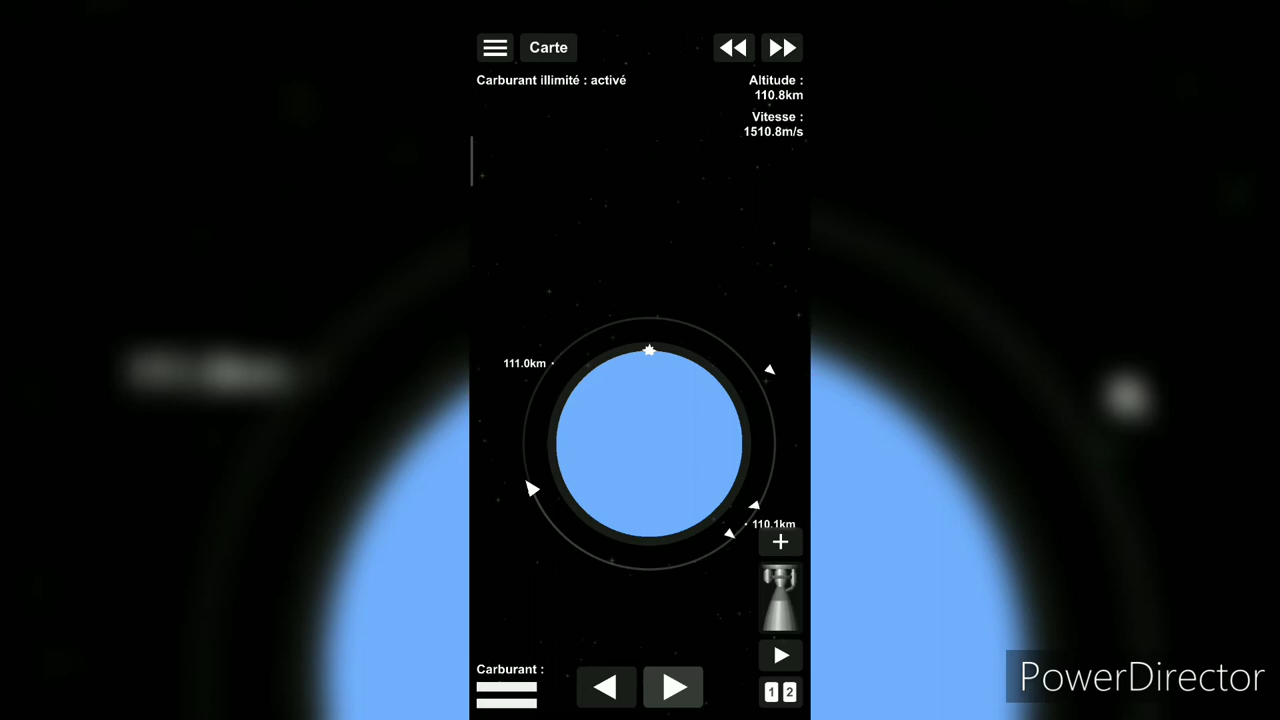 Carte
Carburant illimité : activé
Altitude :
110.8km
Vitesse :
1510.8m/s
111.0km
110.1km
+
Carburant :
1 2
PowerDirector